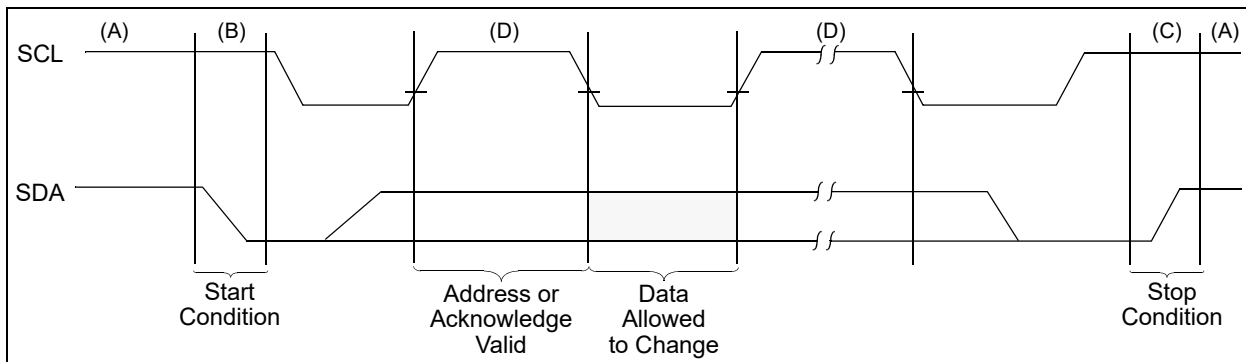 (A) (B) (D) (D) (C) (A)
SCL
SDA
Start
Condition
Address or
Acknowledge
Valid
Data
Allowed
to Change
Stop
Condition